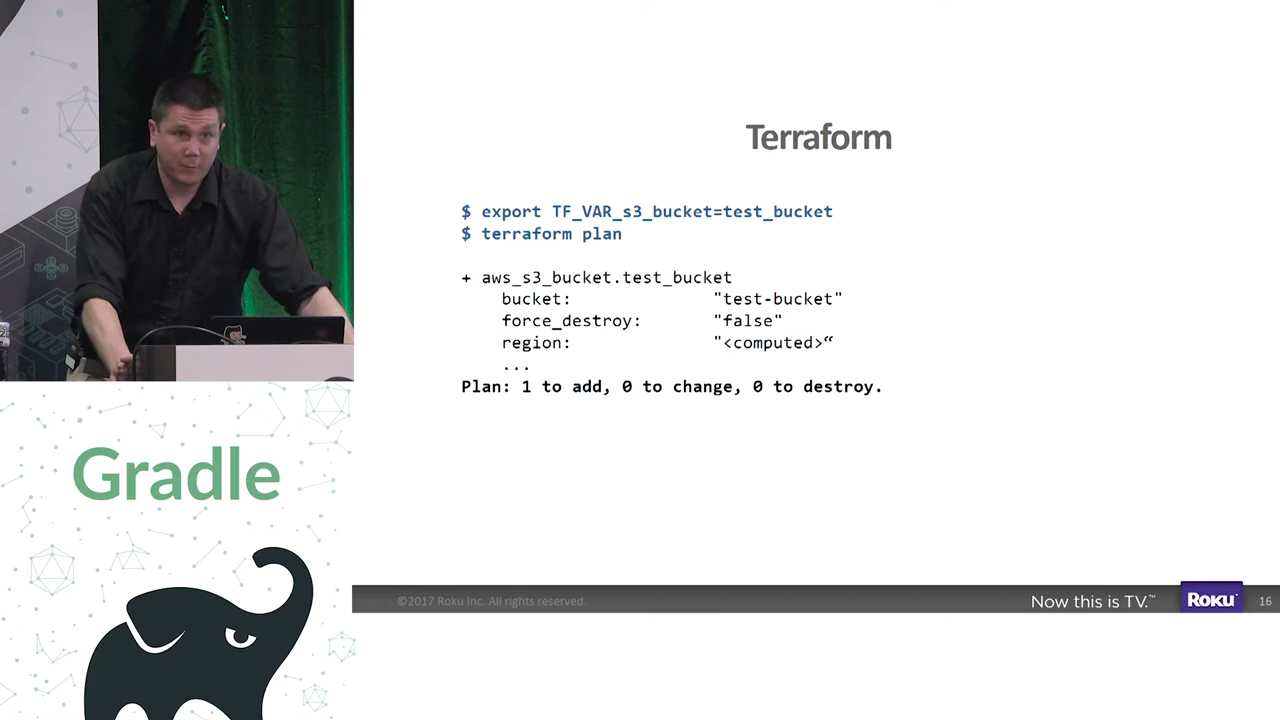 Terraform
$ export TF_VAR_s3_bucket=test_bucket
$ terraform plan
+ aws_s3_bucket.test_bucket
bucket: "test-bucket"
force_destroy: "false"
region: "<computed>“
...
Plan: 1 to add, 0 to change, 0 to destroy.
Gradle
©2017 Roku Inc. All rights reserved.
Now this is TV.™
ROKU
16